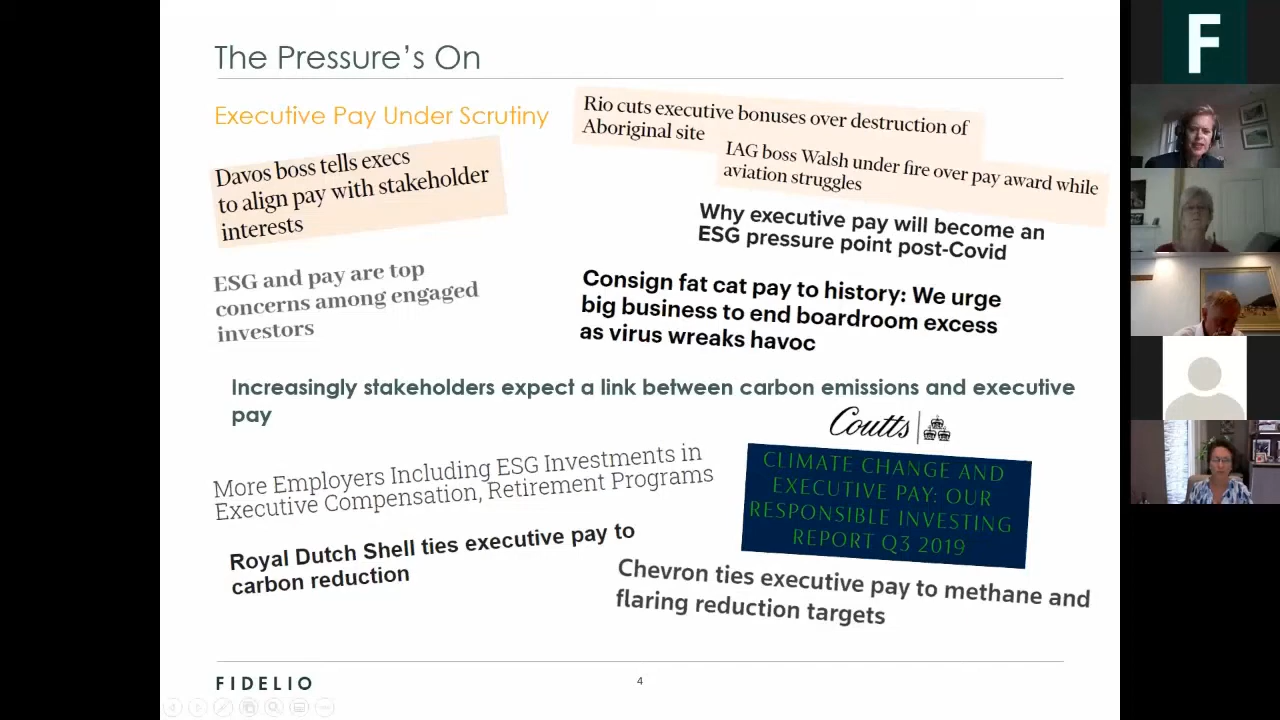 The Pressure's On
Executive Pay Under Scrutiny
Rio cuts executive bonuses over destruction of
Aboriginal site
IAG boss Walsh under fire over pay award while
aviation struggles
Davos boss tells execs
to align pay with stakeholder
interests
Why executive pay will become an
ESG pressure point post-Covid
ESG and pay are top
concerns among engaged
investors
Consign fat cat pay to history: We urge
big business to end boardroom excess
as virus wreaks havoc
Increasingly stakeholders expect a link between carbon emissions and executive
pay
Coutts
More Employers Including ESG Investments in
Executive Compensation, Retirement Programs
CLIMATE CHANGE AND
EXECUTIVE PAY: OUR
RESPONSIBLE INVESTING
REPORT Q3 2019
Royal Dutch Shell ties executive pay to
carbon reduction
Chevron ties executive pay to methane and
flaring reduction targets
FIDELIO
4
F